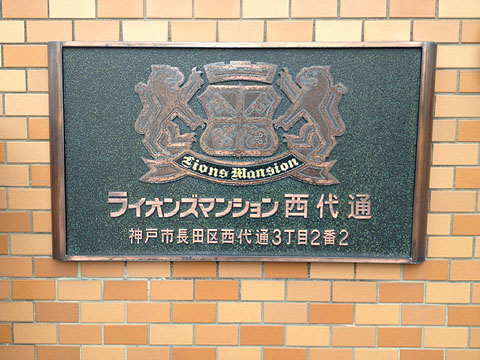 Lions Mansion
ライオンズマンション西代通
神戸市長田区西代通3丁目2番2